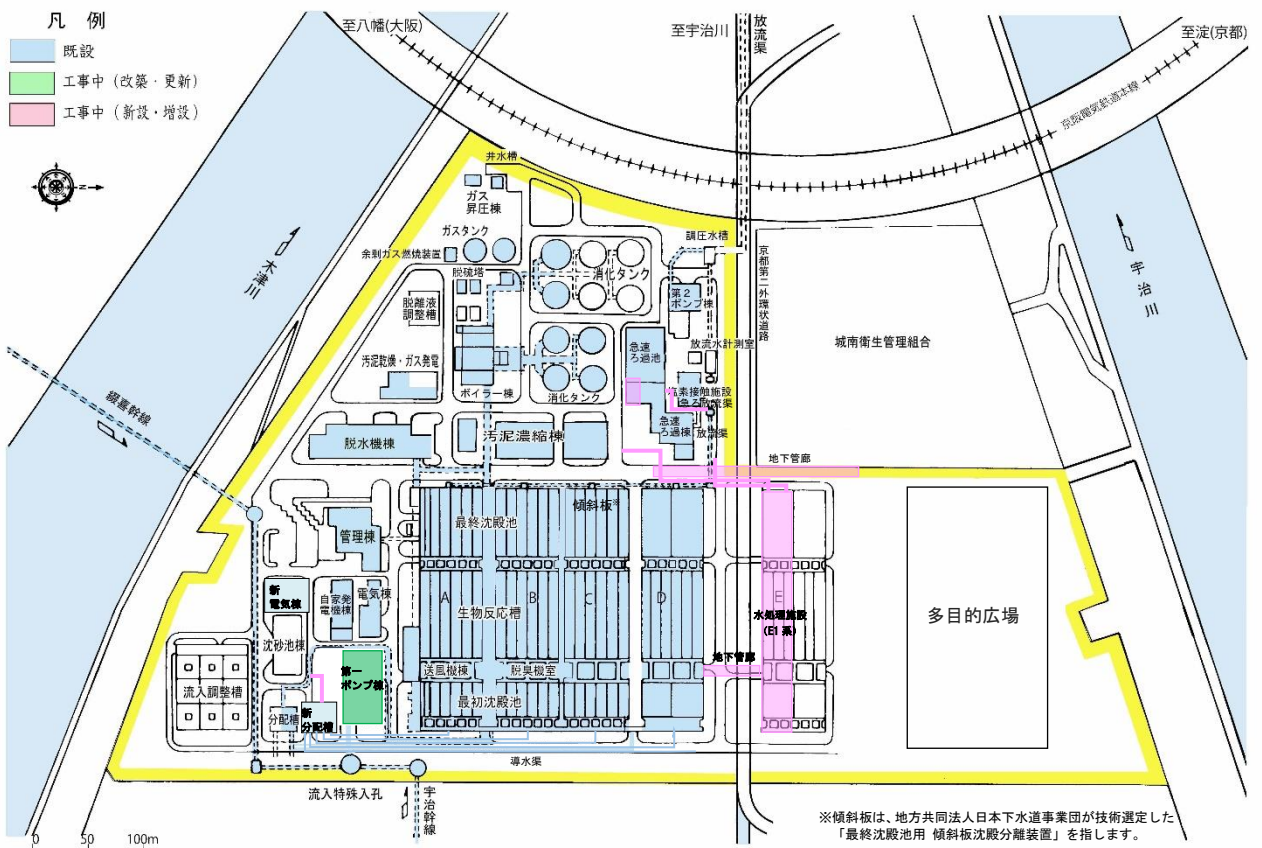 凡 例
既設
工事中（改築・更新）
工事中（新設・増設）
至八幡(大阪)
至宇治川
放流渠
至淀(京都)
京阪電気鉄道本線
木津川
宇治川
井水槽
ガス
昇圧棟
ガスタンク
余剰ガス燃焼装置
脱硫塔
消化タンク
調圧水槽
京都第二外環状道路
脱離液
調整槽
第２
ポンプ棟
城南衛生管理組合
汚泥乾燥・ガス発電
急速
ろ過池
放流水計測室
ボイラー棟
消化タンク
塩素接触施設
急ろ放流渠
綴喜幹線
脱水機棟
汚泥濃縮棟
急速
ろ過棟
放流渠
地下管廊
傾斜板※
最終沈殿池
管理棟
新
電気棟
自家発
電機棟
電気棟
A
B
C
D
E
生物反応槽
水処理施設
(E1 系)
多目的広場
沈砂池棟
流入調整槽
第一
ポンプ棟
送風機棟
脱臭機室
地下管廊
最初沈殿池
分配槽
新
分配槽
導水渠
流入特殊人孔
宇治幹線
※傾斜板は、地方共同法人日本下水道事業団が技術選定した
「最終沈殿池用 傾斜板沈殿分離装置」を指します。
0 50 100m